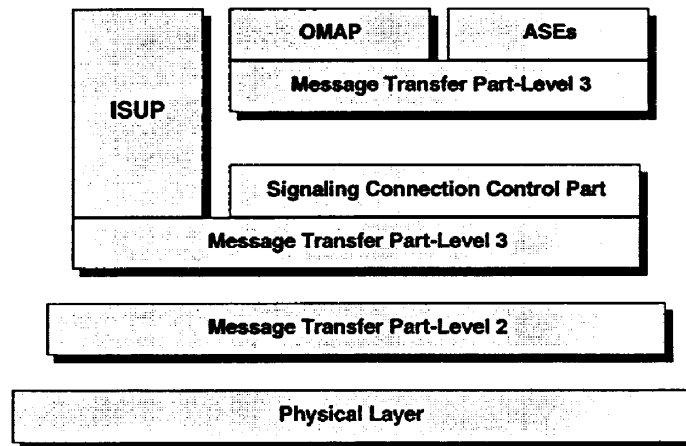 OMAP
ASEs
Message Transfer Part-Level 3
ISUP
Signaling Connection Control Part
Message Transfer Part-Level 3
Message Transfer Part-Level 2
Physical Layer